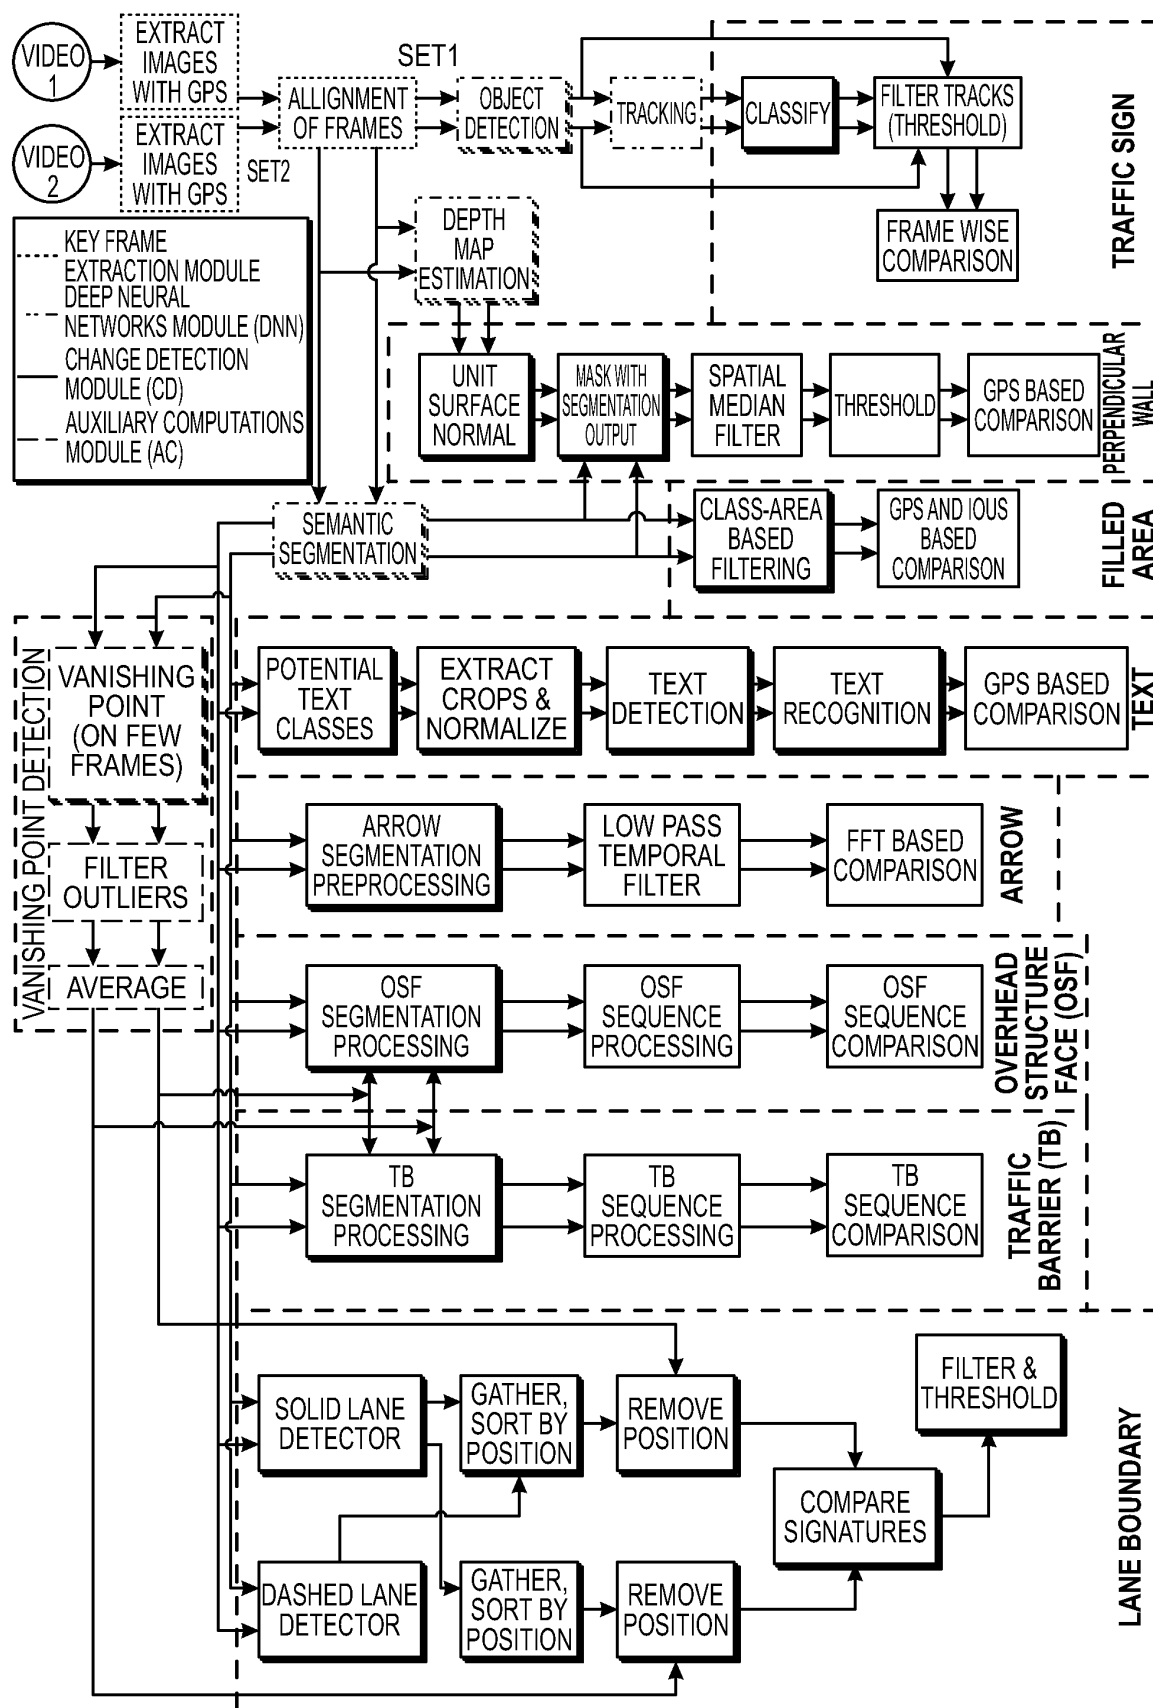 VIDEO
1
EXTRACT
IMAGES
WITH GPS
VIDEO
2
EXTRACT
IMAGES
WITH GPS
SET1
SET2
ALLIGNMENT
OF FRAMES
OBJECT
DETECTION
TRACKING
CLASSIFY
FILTER TRACKS
(THRESHOLD)
FRAME WISE
COMPARISON
TRAFFIC SIGN
KEY FRAME
EXTRACTION MODULE
DEEP NEURAL
NETWORKS MODULE (DNN)
CHANGE DETECTION
MODULE (CD)
AUXILIARY COMPUTATIONS
MODULE (AC)
DEPTH
MAP
ESTIMATION
UNIT
SURFACE
NORMAL
MASK WITH
SEGMENTATION
OUTPUT
SPATIAL
MEDIAN
FILTER
THRESHOLD
GPS BASED
COMPARISON
PERPENDICULAR
WALL
SEMANTIC
SEGMENTATION
CLASS-AREA
BASED
FILTERING
GPS AND IOUS
BASED
COMPARISON
FILLED
AREA
VANISHING POINT DETECTION
VANISHING
POINT
(ON FEW
FRAMES)
FILTER
OUTLIERS
AVERAGE
POTENTIAL
TEXT
CLASSES
EXTRACT
CROPS &
NORMALIZE
TEXT
DETECTION
TEXT
RECOGNITION
GPS BASED
COMPARISON
TEXT
ARROW
SEGMENTATION
PREPROCESSING
LOW PASS
TEMPORAL
FILTER
FFT BASED
COMPARISON
ARROW
OSF
SEGMENTATION
PROCESSING
OSF
SEQUENCE
PROCESSING
OSF
SEQUENCE
COMPARISON
OVERHEAD
STRUCTURE
FACE (OSF)
TB
SEGMENTATION
PROCESSING
TB
SEQUENCE
PROCESSING
TB
SEQUENCE
COMPARISON
TRAFFIC
BARRIER (TB)
SOLID LANE
DETECTOR
GATHER,
SORT BY
POSITION
REMOVE
POSITION
FILTER &
THRESHOLD
COMPARE
SIGNATURES
DASHED LANE
DETECTOR
GATHER,
SORT BY
POSITION
REMOVE
POSITION
LANE BOUNDARY